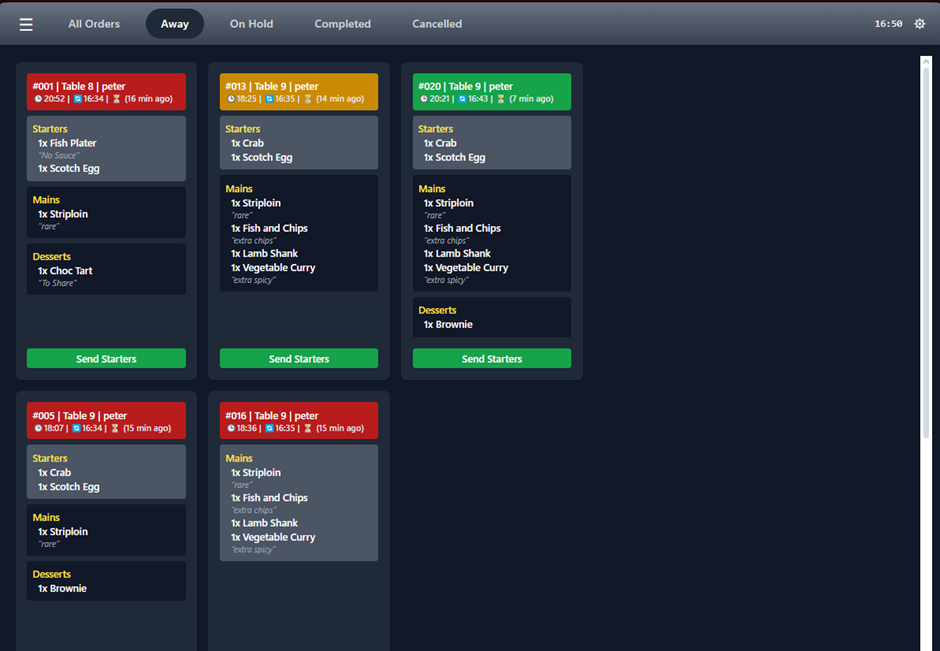 All Orders Away On Hold Completed Cancelled 16:50
#001 | Table 8 | peter
20:52 | 16:34 | (16 min ago)
Starters
1x Fish Plater
"No Sauce"
1x Scotch Egg
Mains
1x Striploin
"rare"
Desserts
1x Choc Tart
"To Share"
Send Starters
#013 | Table 9 | peter
18:25 | 16:35 | (14 min ago)
Starters
1x Crab
1x Scotch Egg
Mains
1x Striploin
"rare"
1x Fish and Chips
"extra chips"
1x Lamb Shank
1x Vegetable Curry
"extra spicy"
Send Starters
#020 | Table 9 | peter
20:21 | 16:43 | (7 min ago)
Starters
1x Crab
1x Scotch Egg
Mains
1x Striploin
"rare"
1x Fish and Chips
"extra chips"
1x Lamb Shank
1x Vegetable Curry
"extra spicy"
Desserts
1x Brownie
Send Starters
#005 | Table 9 | peter
18:07 | 16:34 | (15 min ago)
Starters
1x Crab
1x Scotch Egg
Mains
1x Striploin
"rare"
Desserts
1x Brownie
#016 | Table 9 | peter
18:36 | 16:35 | (15 min ago)
Mains
1x Striploin
"rare"
1x Fish and Chips
"extra chips"
1x Lamb Shank
1x Vegetable Curry
"extra spicy"